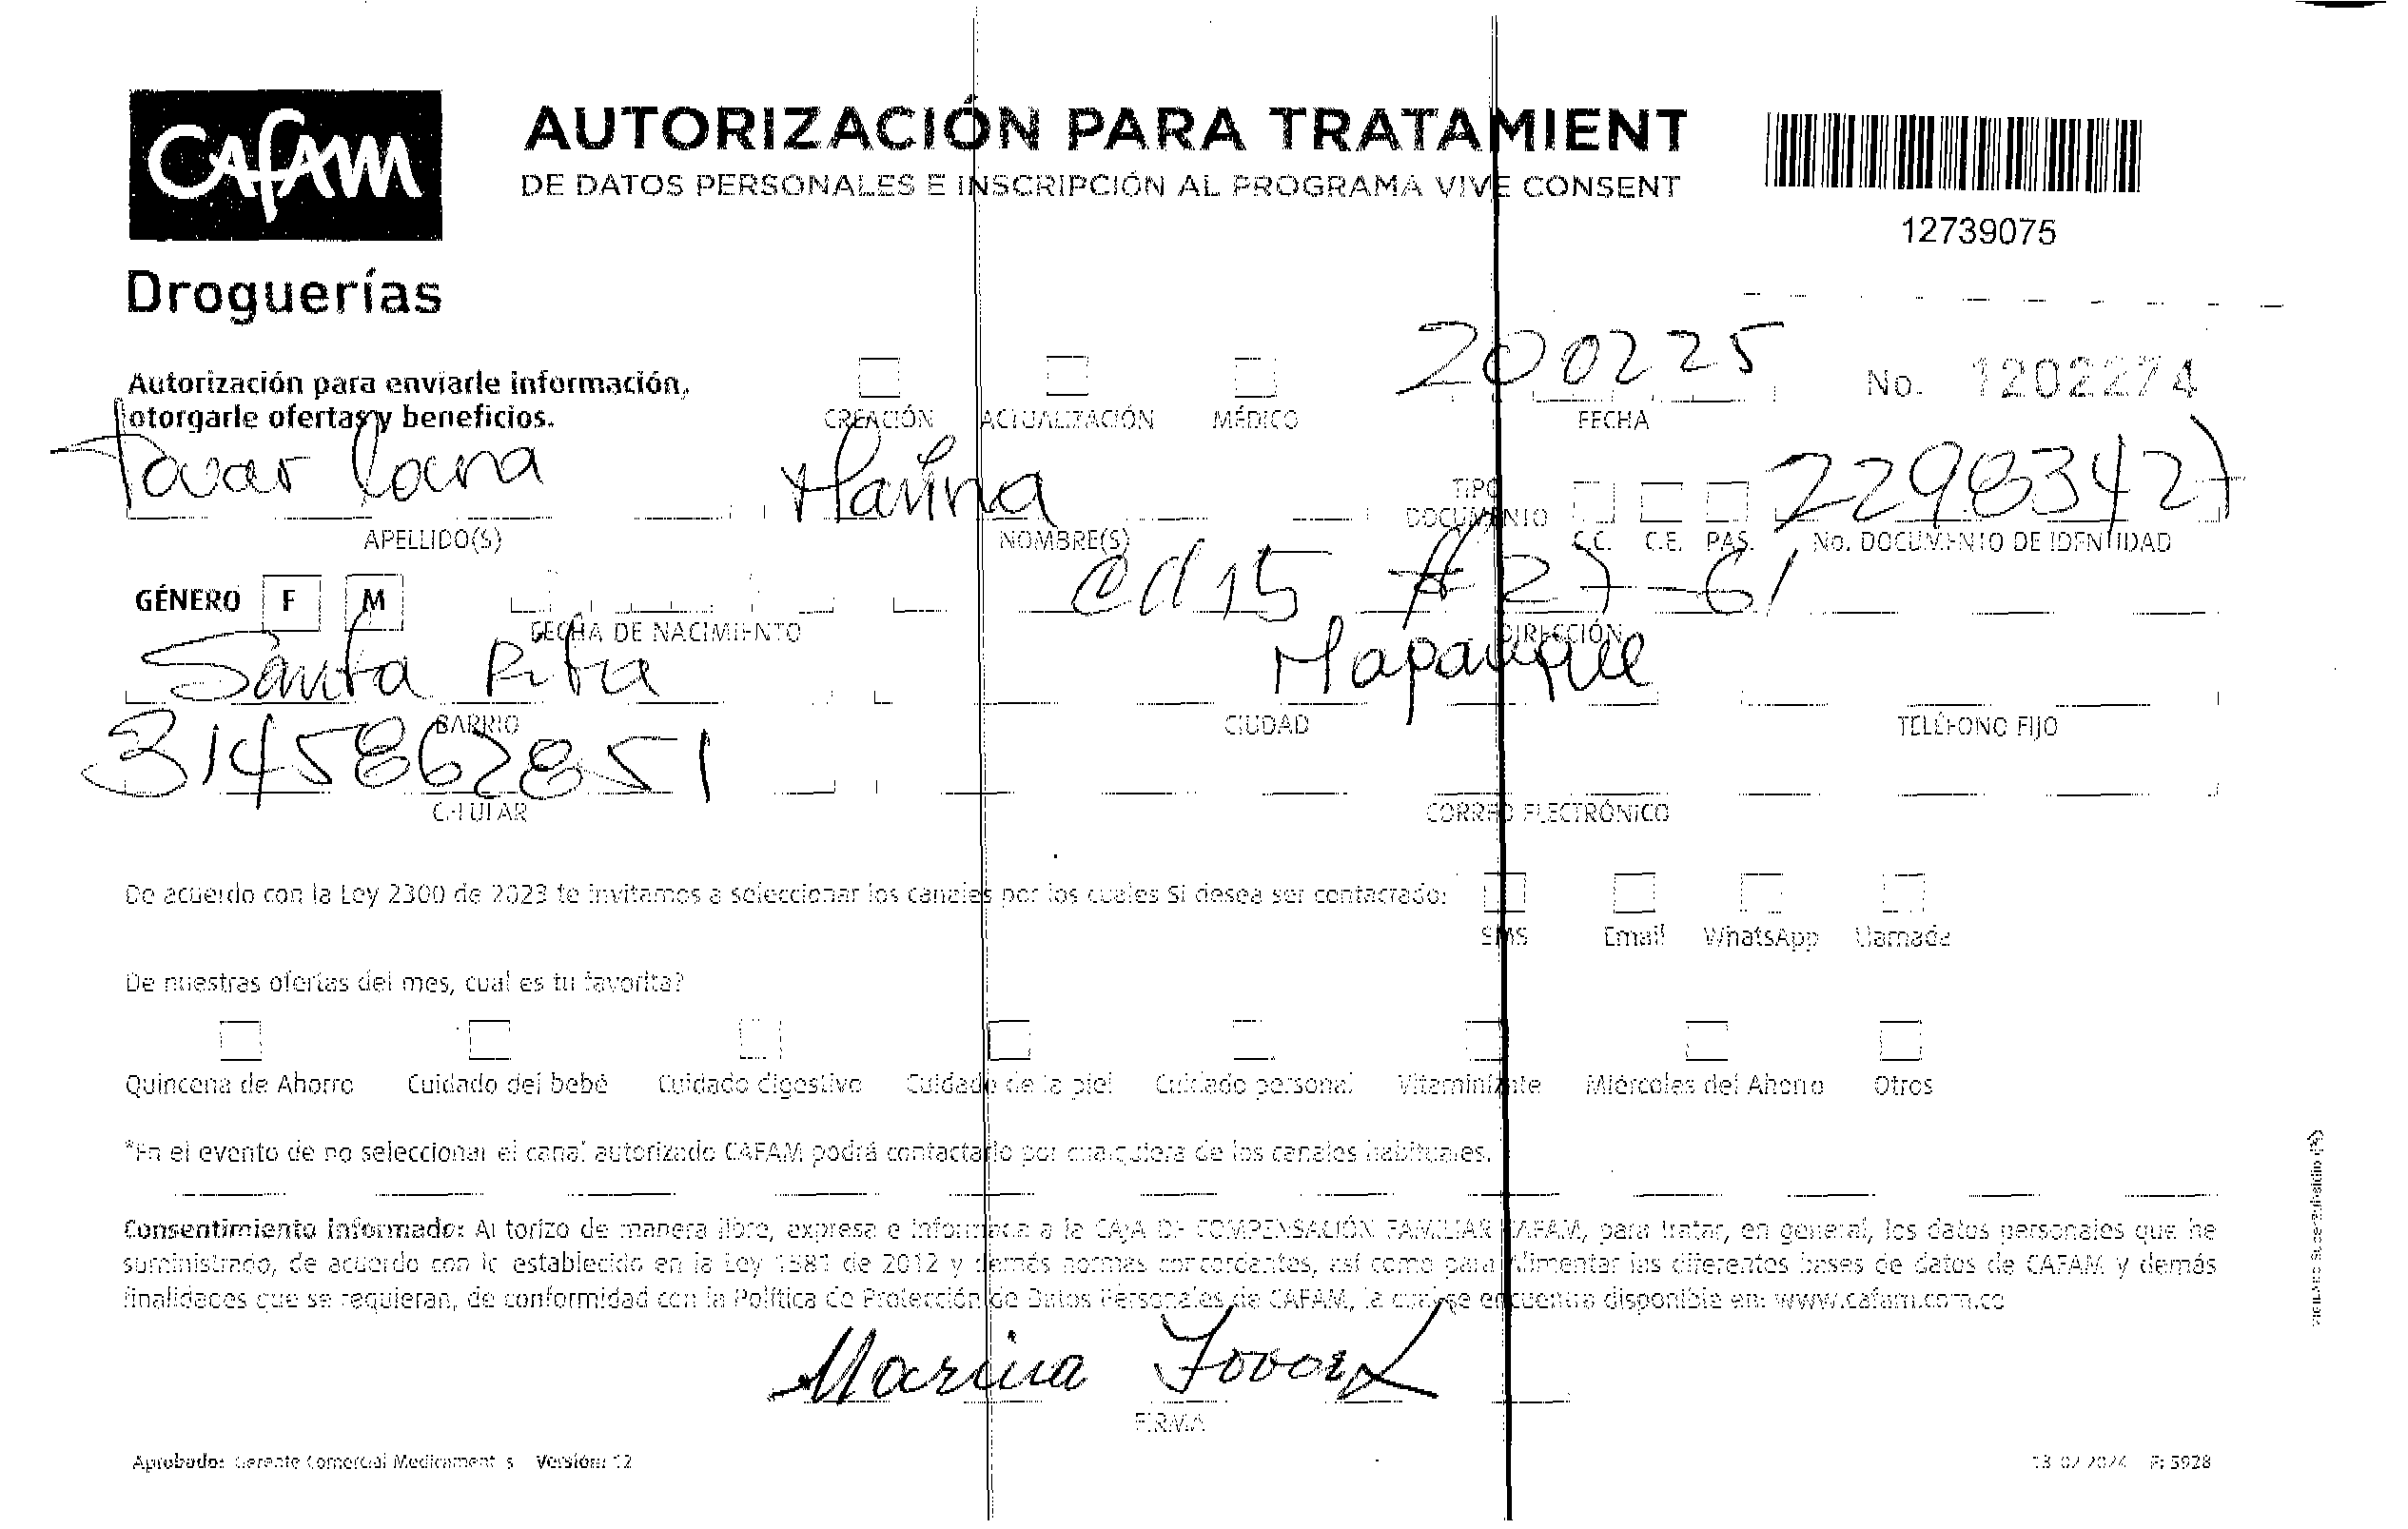 CAFAM
AUTORIZACIÓN PARA TRATAMIENT
DE DATOS PERSONALES E INSCRIPCIÓN AL PROGRAMA VIVE CONSENT
12739075
Droguerías
Autorización para enviarle información,
otorgarle ofertas y beneficios.
CREACIÓN ACTUALIZACIÓN MÉDICO
200225
FECHA
No. 1202274
Tovar Marina 22983427
APELLIDO(S) NOMBRE(S) TIPO DOCUMENTO C.C. C.E. PAS. No. DOCUMENTO DE IDENTIDAD
GÉNERO F M
cll 15 # 27-61
FECHA DE NACIMIENTO DIRECCIÓN
Santa Rita Mapauque
BARRIO CIUDAD TELÉFONO FIJO
3145862851
CELULAR CORREO ELECTRÓNICO
De acuerdo con la Ley 2300 de 2023 te invitamos a seleccionar los canales por los cuales SI desea ser contactado:
SMS Email WhatsApp Llamada
De nuestras ofertas del mes, cual es tu favorita?
Quincena de Ahorro Cuidado del bebé Cuidado digestivo Cuidado de la piel Cuidado personal Vitaminízate Miércoles del Ahorro Otros
*En el evento de no seleccionar el canal autorizado CAFAM podrá contactarlo por cualquiera de los canales habituales.
Consentimiento informado: Autorizo de manera libre, expresa e informada a la CAJA DE COMPENSACIÓN FAMILIAR CAFAM, para tratar, en general, los datos personales que he
suministrado, de acuerdo con lo establecido en la Ley 1581 de 2012 y demás normas concordantes, así como para Alimentar las diferentes bases de datos de CAFAM y demás
finalidades que se requieran, de conformidad con la Política de Protección de Datos Personales de CAFAM, la cual se encuentra disponible en: www.cafam.com.co
Marina Tovar
FIRMA
Aprobado: Gerente Comercial Medicamentos Versión: 12
13-02-2024 F: 5928